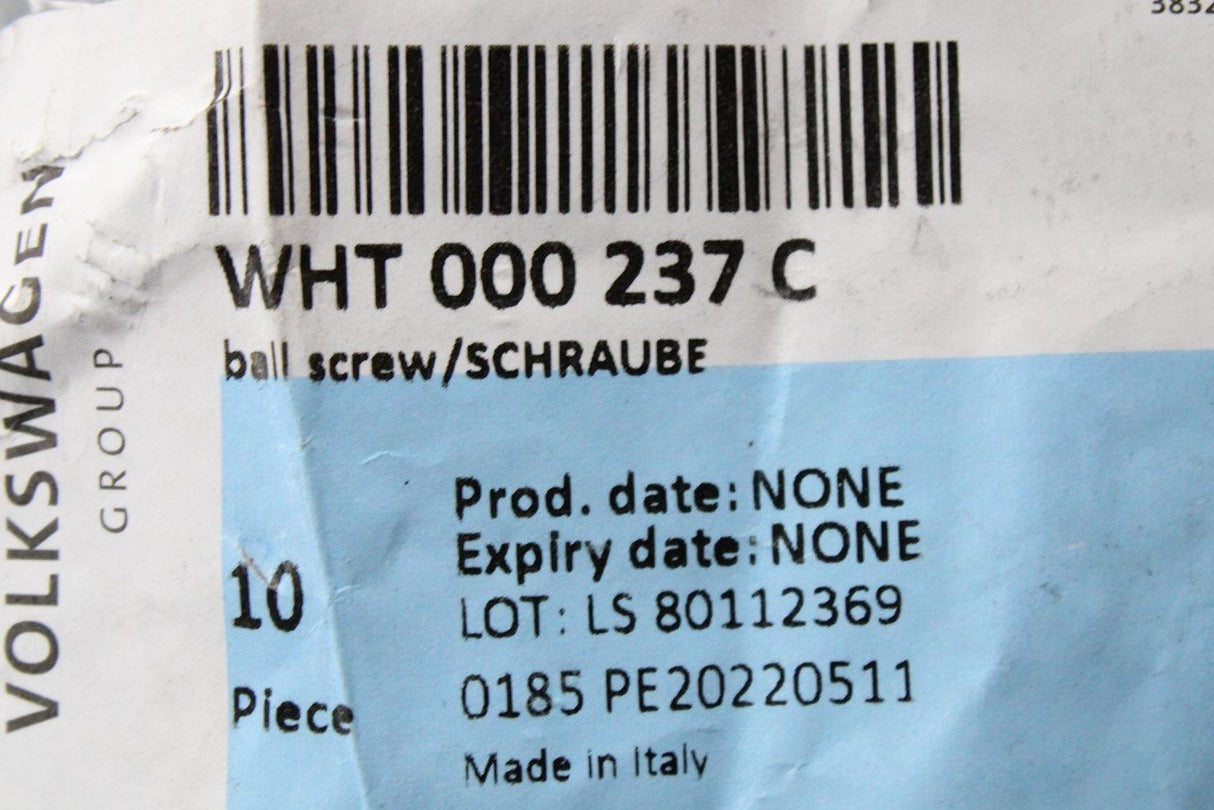 3832
WHT 000 237 C
ball screw/SCHRAUBE
VOLKSWAGEN
GROUP
Prod. date: NONE
Expiry date: NONE
10
LOT: LS 80112369
0185 PE20220511
Piece
Made in Italy